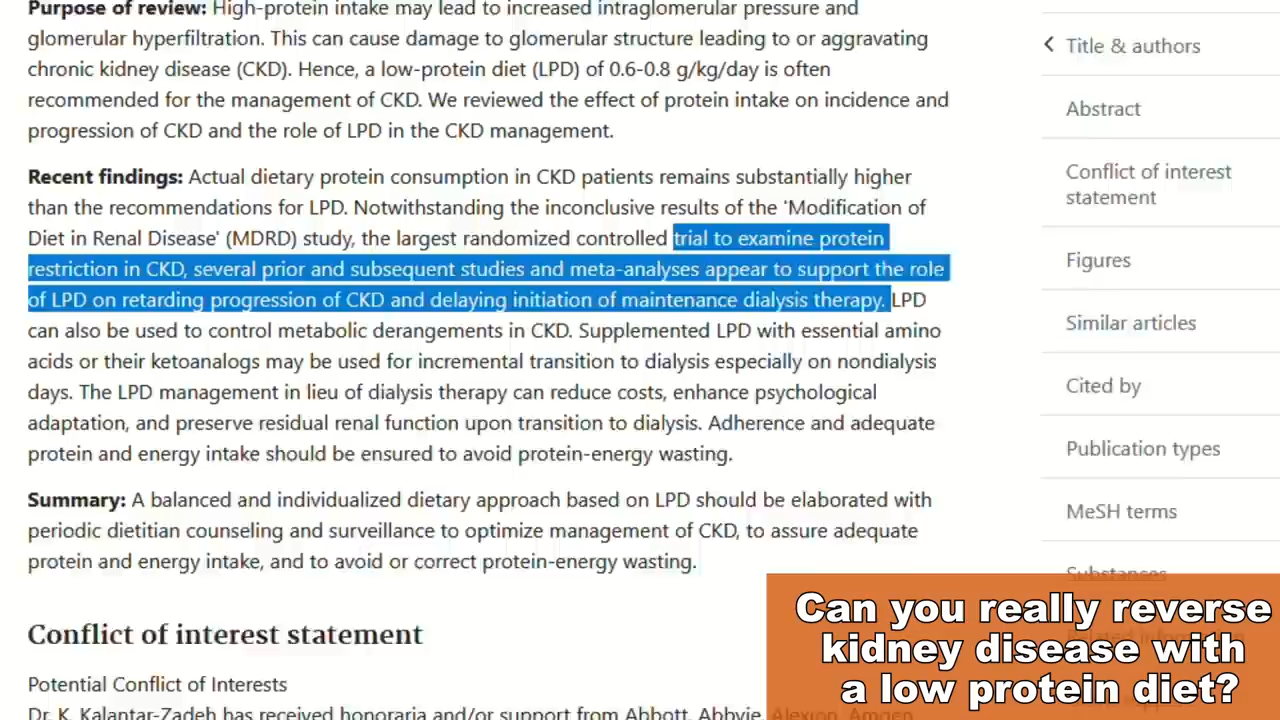 Purpose of review: High-protein intake may lead to increased intraglomerular pressure and
glomerular hyperfiltration. This can cause damage to glomerular structure leading to or aggravating
chronic kidney disease (CKD). Hence, a low-protein diet (LPD) of 0.6-0.8 g/kg/day is often
recommended for the management of CKD. We reviewed the effect of protein intake on incidence and
progression of CKD and the role of LPD in the CKD management.
Recent findings: Actual dietary protein consumption in CKD patients remains substantially higher
than the recommendations for LPD. Notwithstanding the inconclusive results of the 'Modification of
Diet in Renal Disease' (MDRD) study, the largest randomized controlled trial to examine protein
restriction in CKD, several prior and subsequent studies and meta-analyses appear to support the role
of LPD on retarding progression of CKD and delaying initiation of maintenance dialysis therapy. LPD
can also be used to control metabolic derangements in CKD. Supplemented LPD with essential amino
acids or their ketoanalogs may be used for incremental transition to dialysis especially on nondialysis
days. The LPD management in lieu of dialysis therapy can reduce costs, enhance psychological
adaptation, and preserve residual renal function upon transition to dialysis. Adherence and adequate
protein and energy intake should be ensured to avoid protein-energy wasting.
Summary: A balanced and individualized dietary approach based on LPD should be elaborated with
periodic dietitian counseling and surveillance to optimize management of CKD, to assure adequate
protein and energy intake, and to avoid or correct protein-energy wasting.
Conflict of interest statement
Potential Conflict of Interests
Dr. K. Kalantar-Zadeh has received honoraria and/or support from Abbott, Abbvie, Alexion, Amgen
Title & authors
Abstract
Conflict of interest
statement
Figures
Similar articles
Cited by
Publication types
MeSH terms
Substances
Can you really reverse
kidney disease with
a low protein diet?